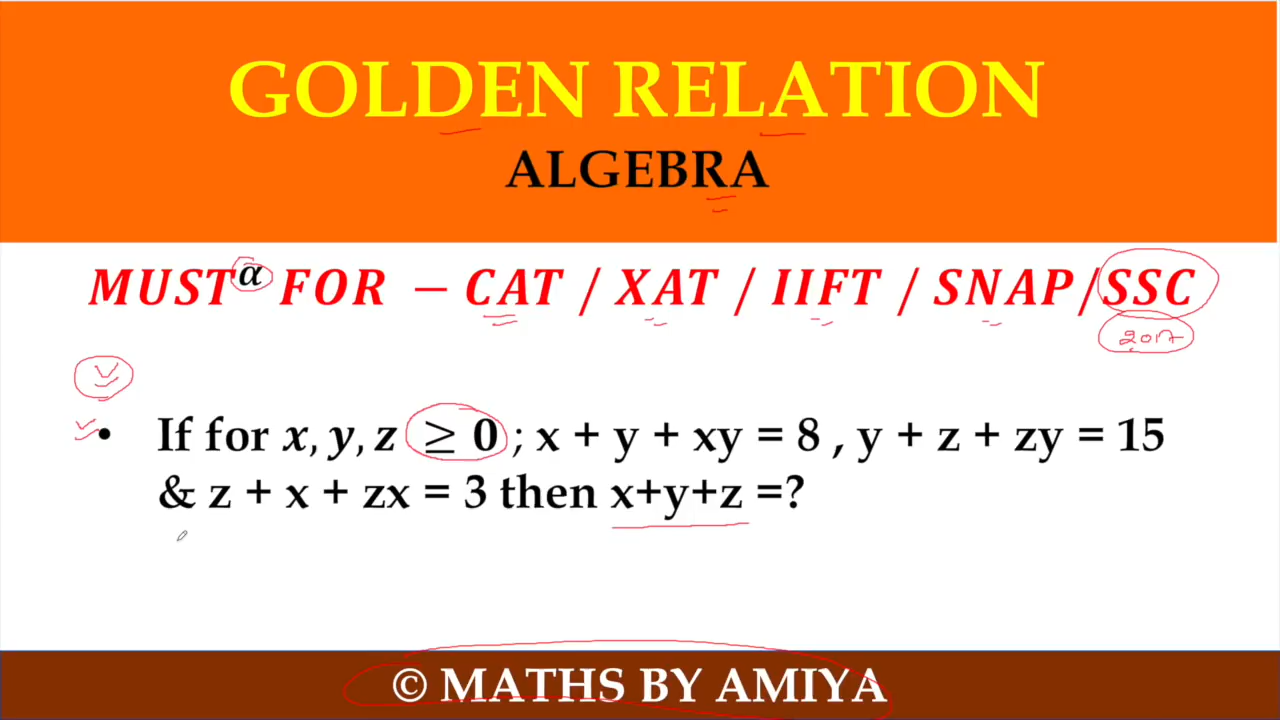 GOLDEN RELATION
ALGEBRA
MUST^α FOR – CAT / XAT / IIFT / SNAP/SSC
2017
• If for x, y, z ≥ 0 ; x + y + xy = 8 , y + z + zy = 15
& z + x + zx = 3 then x+y+z =?
© MATHS BY AMIYA